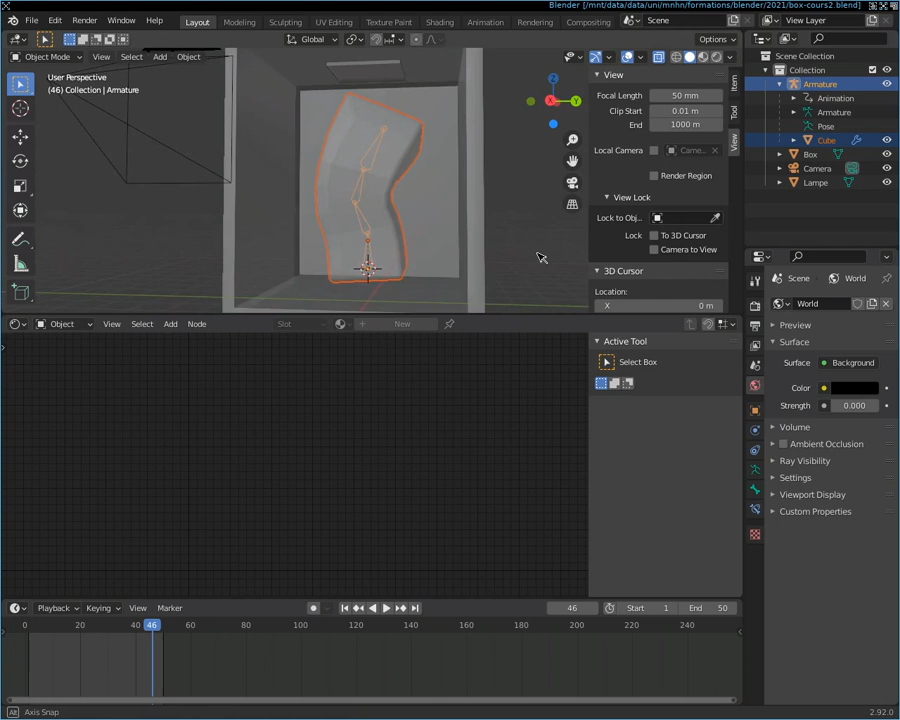 Blender [/mnt/data/data/uni/mnhn/formations/blender/2021/box-cours2.blend]
File Edit Render Window Help Layout Modeling Sculpting UV Editing Texture Paint Shading Animation Rendering Compositing Scene View Layer
Global Options
Object Mode View Select Add Object
User Perspective
(46) Collection | Armature
X Y Z
View
Focal Length 50 mm
Clip Start 0.01 m
End 1000 m
Local Camera Came...
Render Region
View Lock
Lock to Obj...
Lock To 3D Cursor
Camera to View
3D Cursor
Location:
X 0 m
Item
Tool
View
Scene Collection
Collection
Armature
Animation
Armature
Pose
Cube
Box
Camera
Lampe
Object View Select Add Node Slot New
Active Tool
Select Box
Scene World
World
Preview
Surface
Surface Background
Color
Strength 0.000
Volume
Ambient Occlusion
Ray Visibility
Settings
Viewport Display
Custom Properties
Playback Keying View Marker 46 Start 1 End 50
0 20 40 46 60 80 100 120 140 160 180 200 220 240
Alt Axis Snap 2.92.0